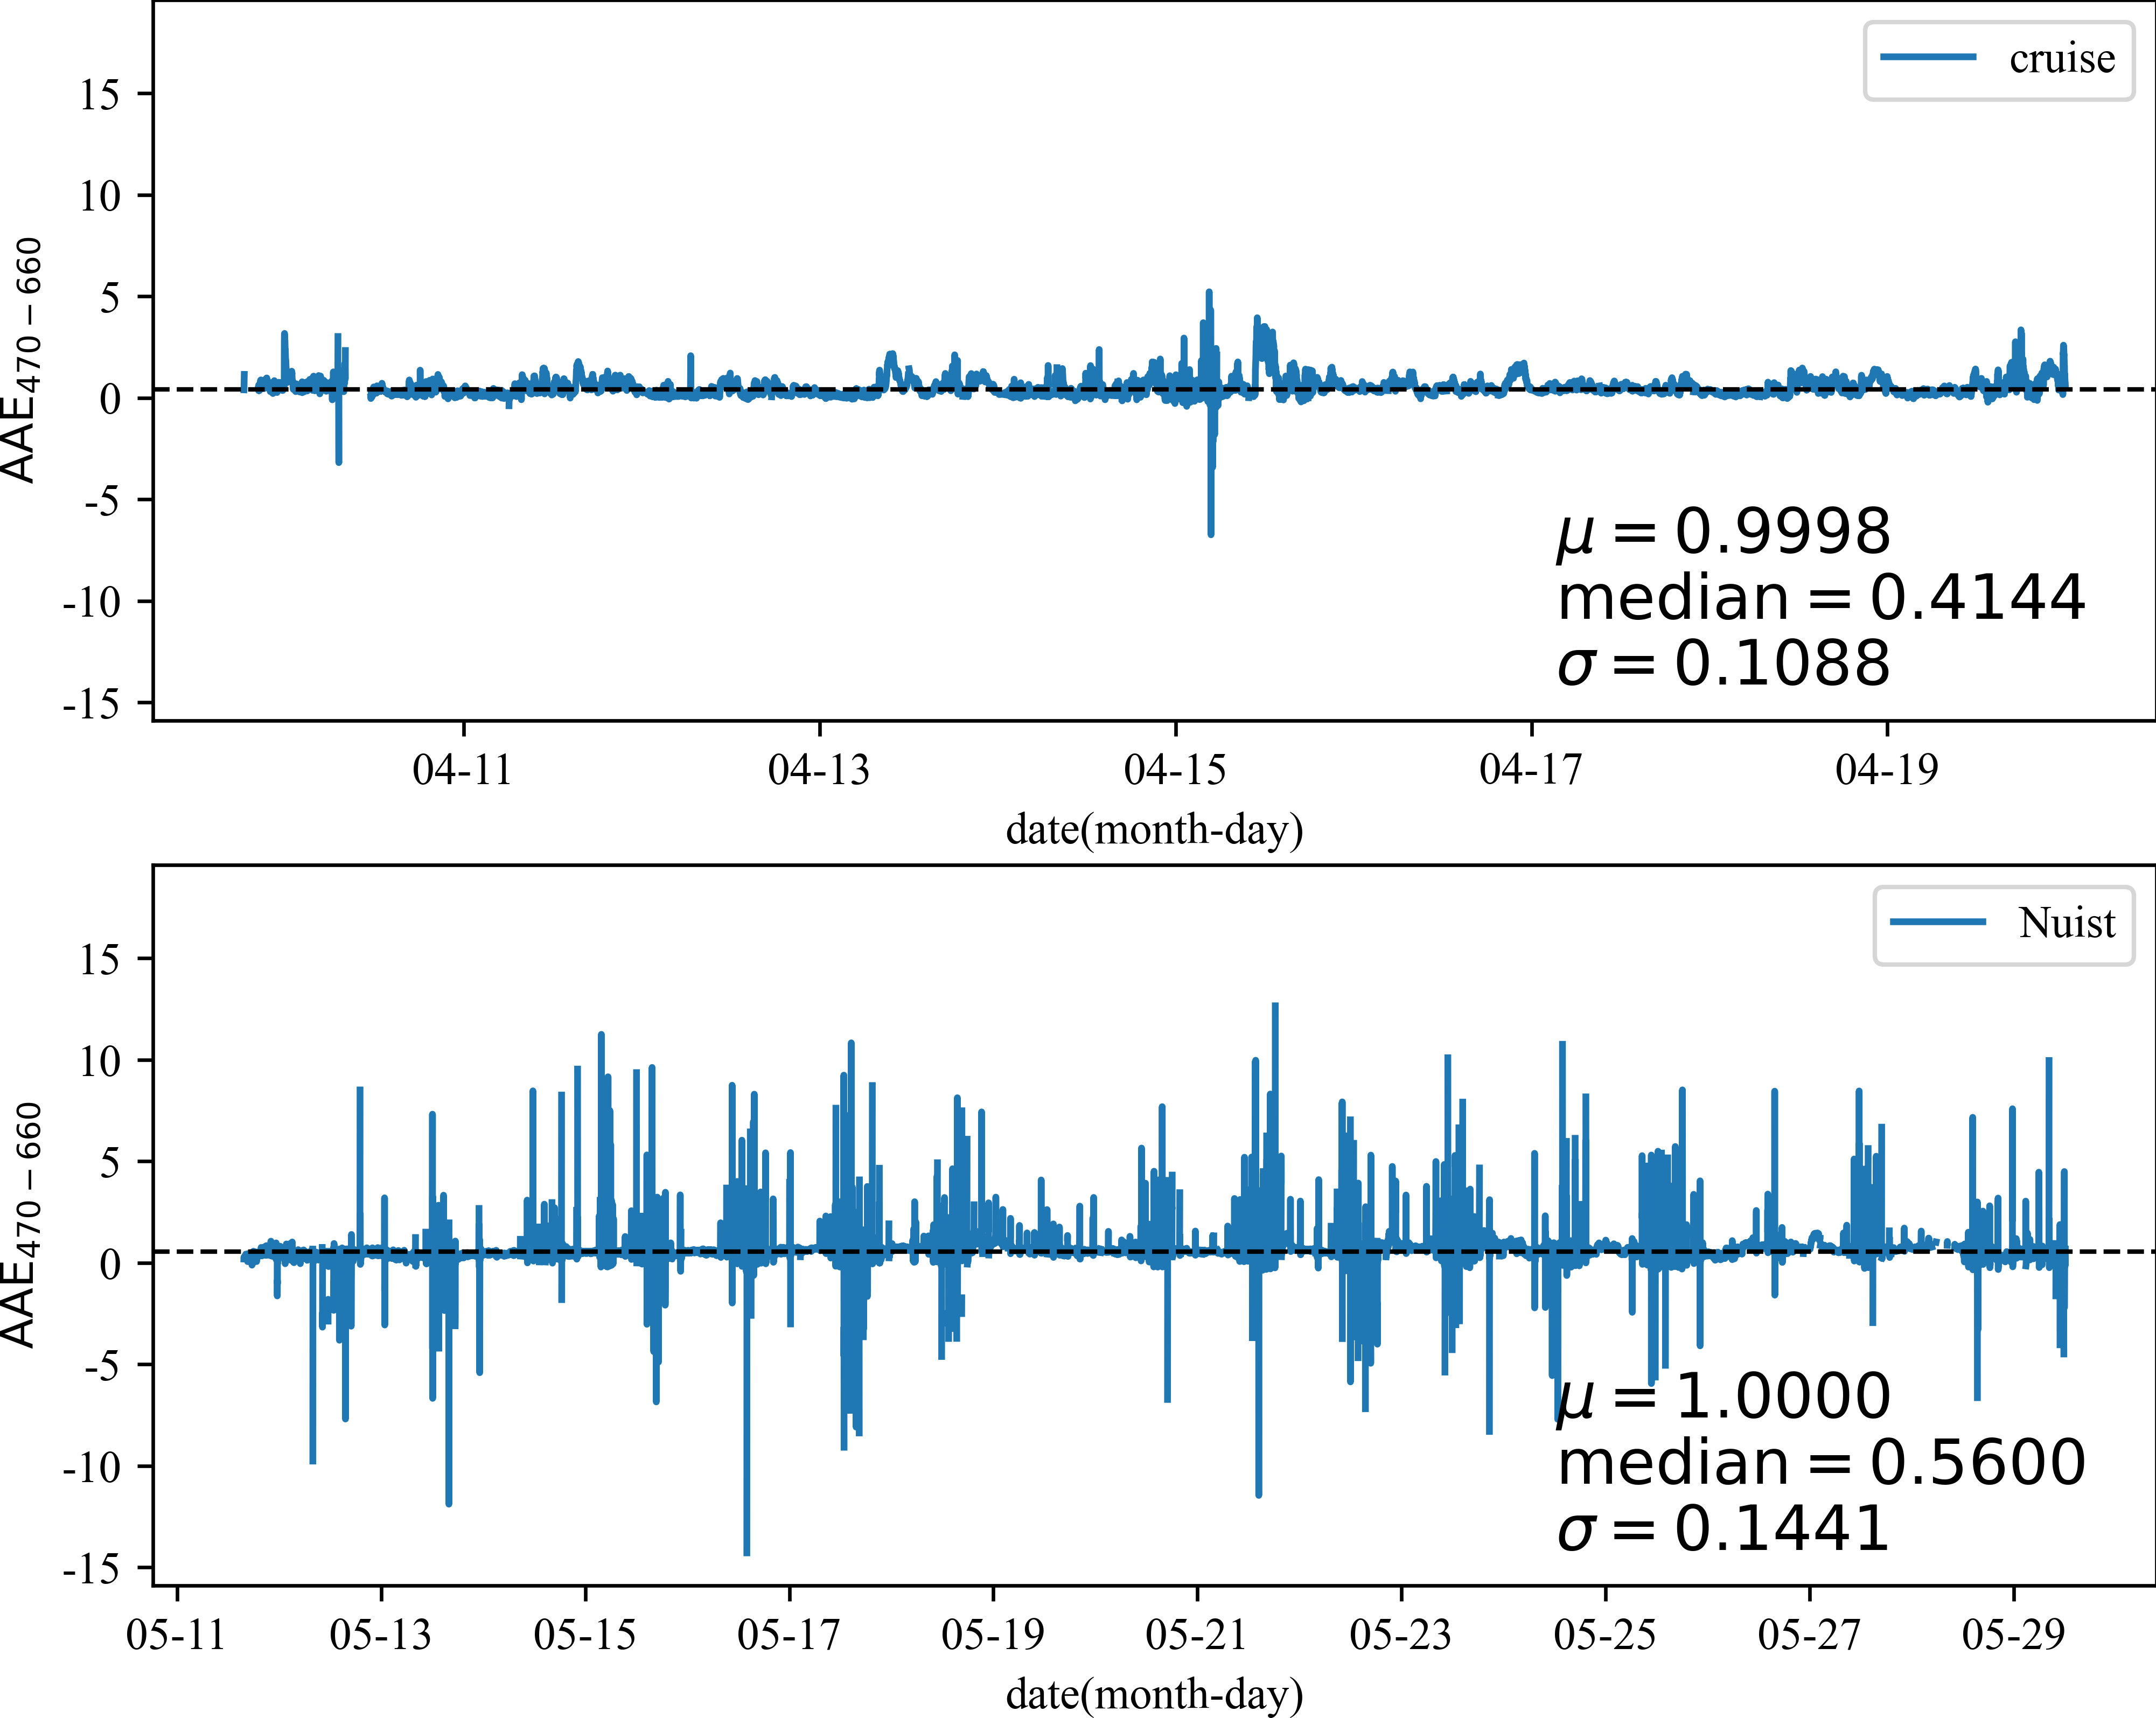 cruise
15
10
5
0
-5
-10
-15
AAE470 − 660
μ = 0.9998
median = 0.4144
σ = 0.1088
04-11 04-13 04-15 04-17 04-19
date(month-day)
Nuist
15
10
5
0
-5
-10
-15
AAE470 − 660
μ = 1.0000
median = 0.5600
σ = 0.1441
05-11 05-13 05-15 05-17 05-19 05-21 05-23 05-25 05-27 05-29
date(month-day)